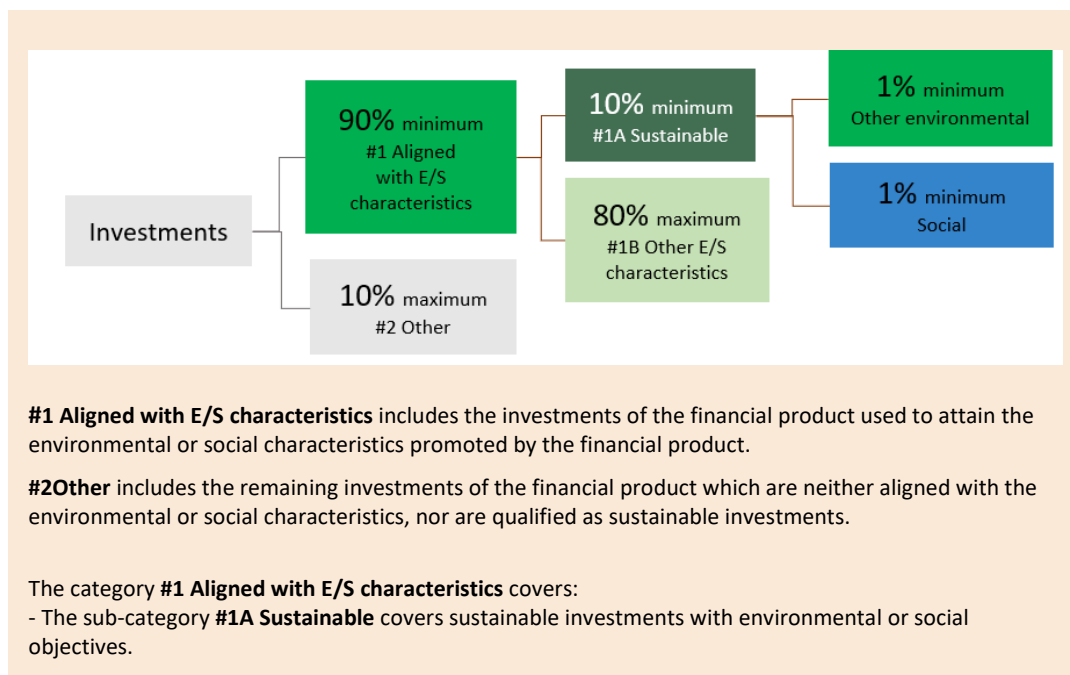 Investments
90% minimum
#1 Aligned
with E/S
characteristics
10% maximum
#2 Other
10% minimum
#1A Sustainable
80% maximum
#1B Other E/S
characteristics
1% minimum
Other environmental
1% minimum
Social
#1 Aligned with E/S characteristics includes the investments of the financial product used to attain the
environmental or social characteristics promoted by the financial product.
#2Other includes the remaining investments of the financial product which are neither aligned with the
environmental or social characteristics, nor are qualified as sustainable investments.
The category #1 Aligned with E/S characteristics covers:
- The sub-category #1A Sustainable covers sustainable investments with environmental or social
objectives.